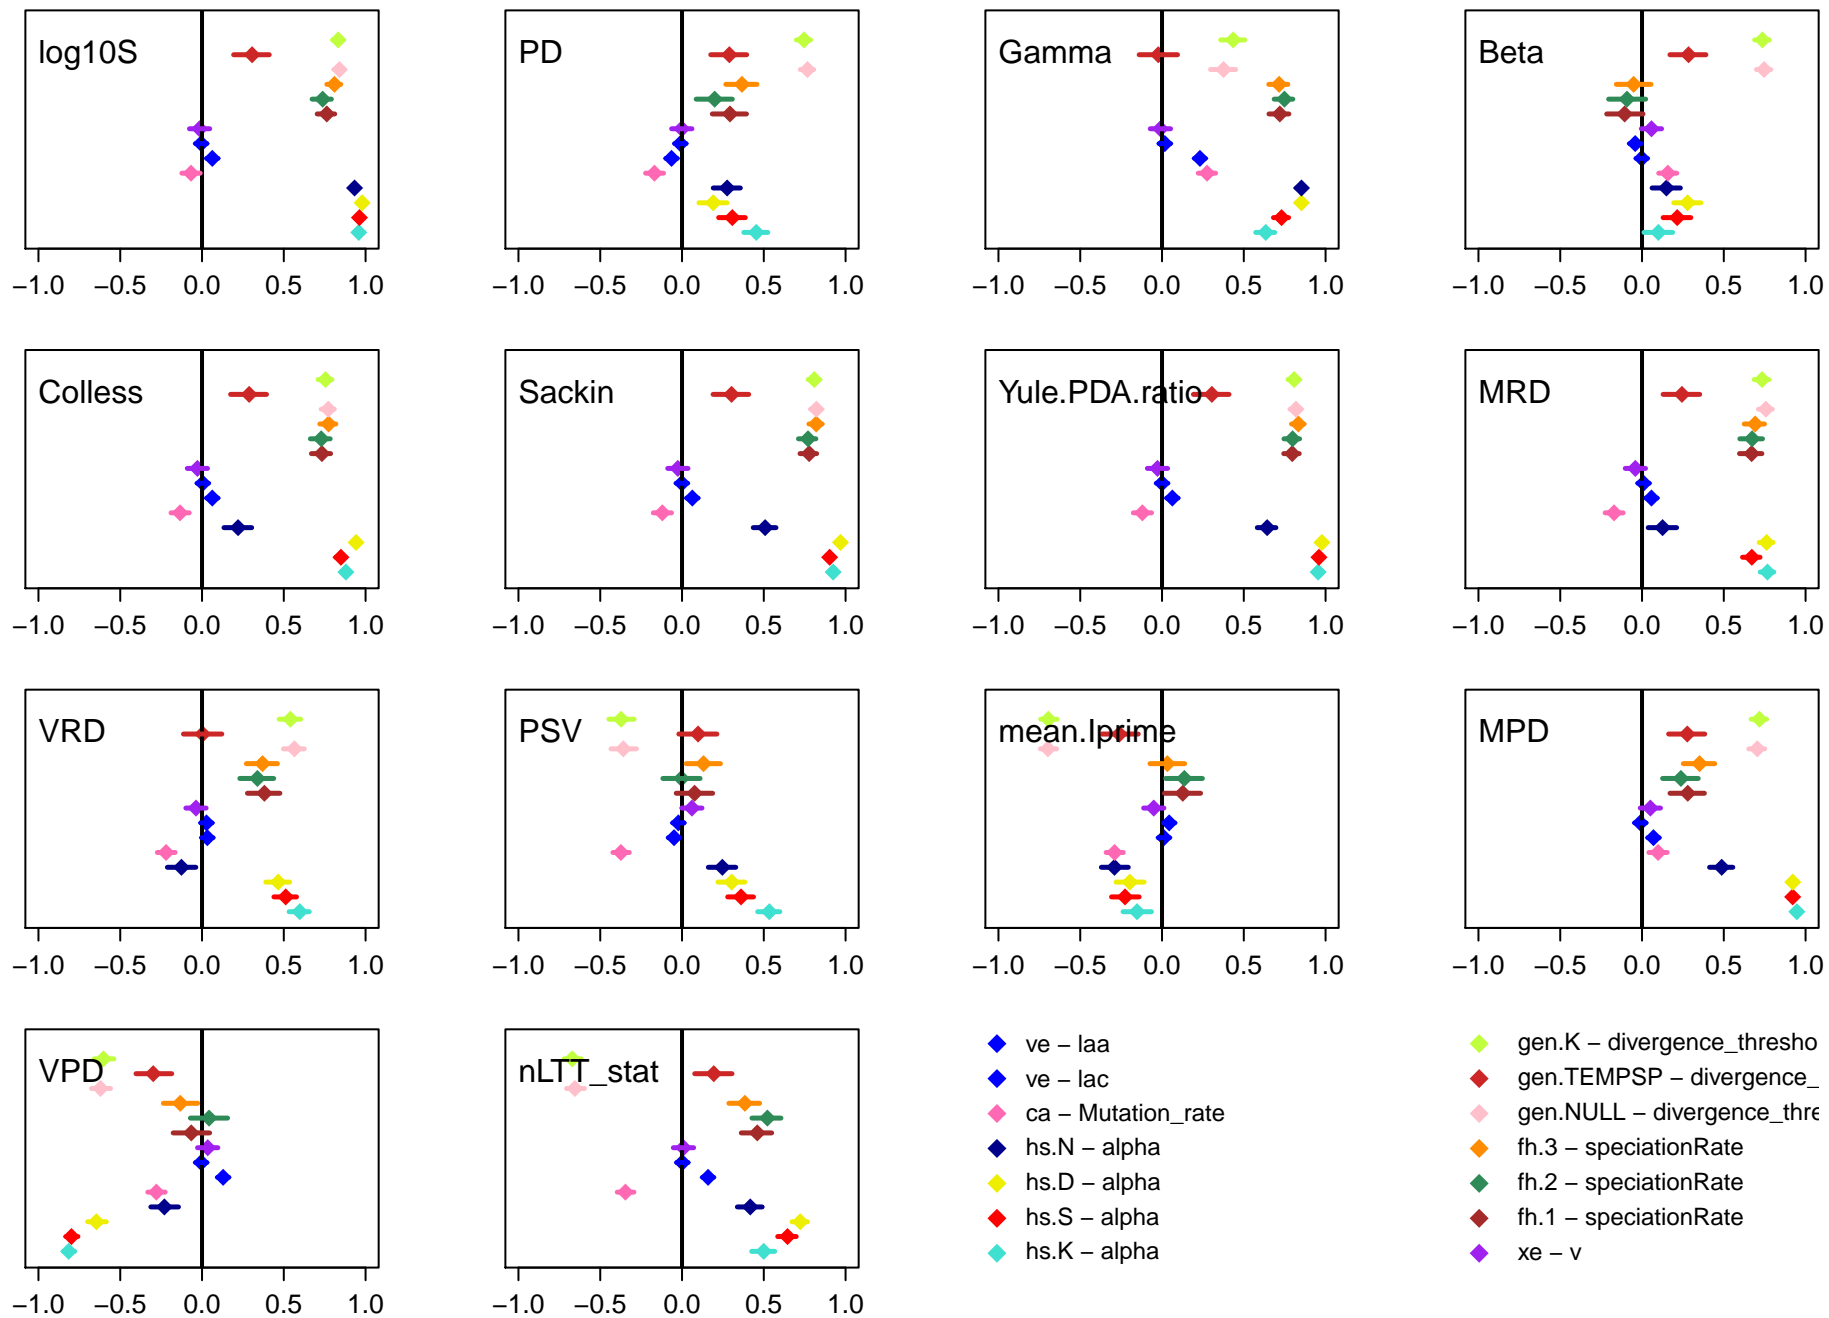 log10S
PD
Gamma
Beta
−1.0 −0.5 0.0 0.5 1.0
−1.0 −0.5 0.0 0.5 1.0
−1.0 −0.5 0.0 0.5 1.0
−1.0 −0.5 0.0 0.5 1.0
Colless
Sackin
Yule.PDA.ratio
MRD
−1.0 −0.5 0.0 0.5 1.0
−1.0 −0.5 0.0 0.5 1.0
−1.0 −0.5 0.0 0.5 1.0
−1.0 −0.5 0.0 0.5 1.0
VRD
PSV
mean.Iprime
MPD
−1.0 −0.5 0.0 0.5 1.0
−1.0 −0.5 0.0 0.5 1.0
−1.0 −0.5 0.0 0.5 1.0
−1.0 −0.5 0.0 0.5 1.0
VPD
nLTT_stat
−1.0 −0.5 0.0 0.5 1.0
−1.0 −0.5 0.0 0.5 1.0
ve − laa
ve − lac
ca − Mutation_rate
hs.N − alpha
hs.D − alpha
hs.S − alpha
hs.K − alpha
gen.K − divergence_thresho
gen.TEMPSP − divergence_
gen.NULL − divergence_thre
fh.3 − speciationRate
fh.2 − speciationRate
fh.1 − speciationRate
xe − v